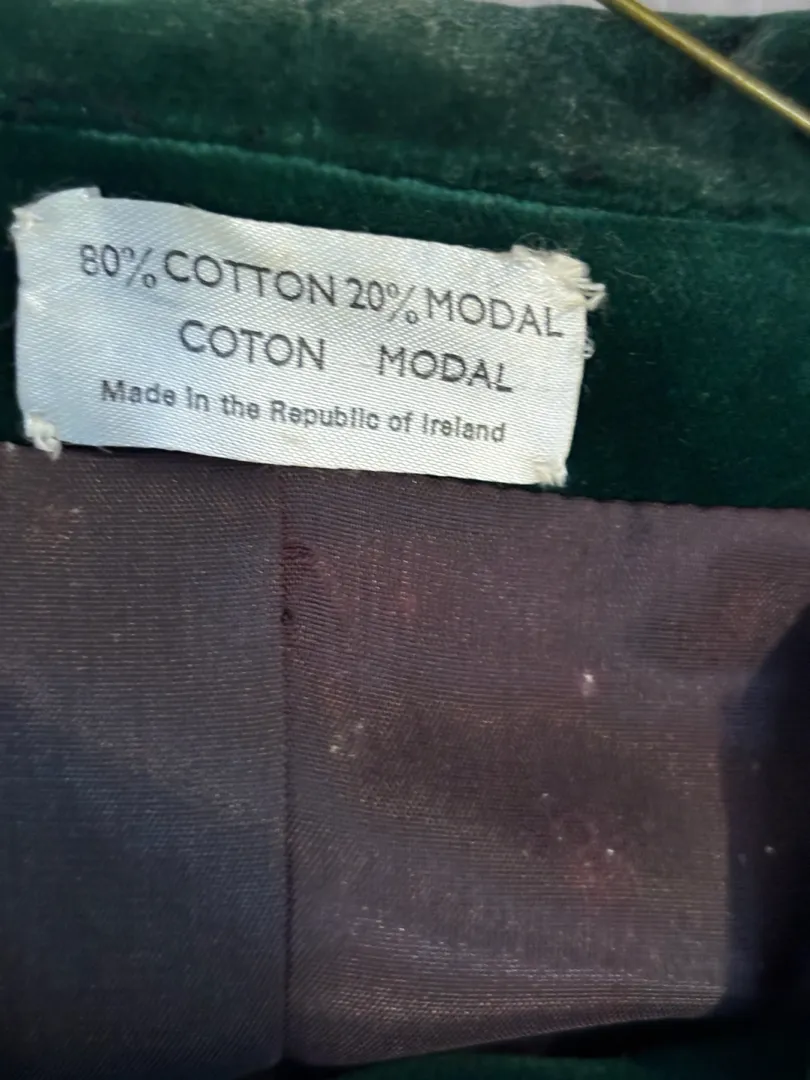 80% COTTON 20% MODAL
COTON MODAL
Made in the Republic of Ireland